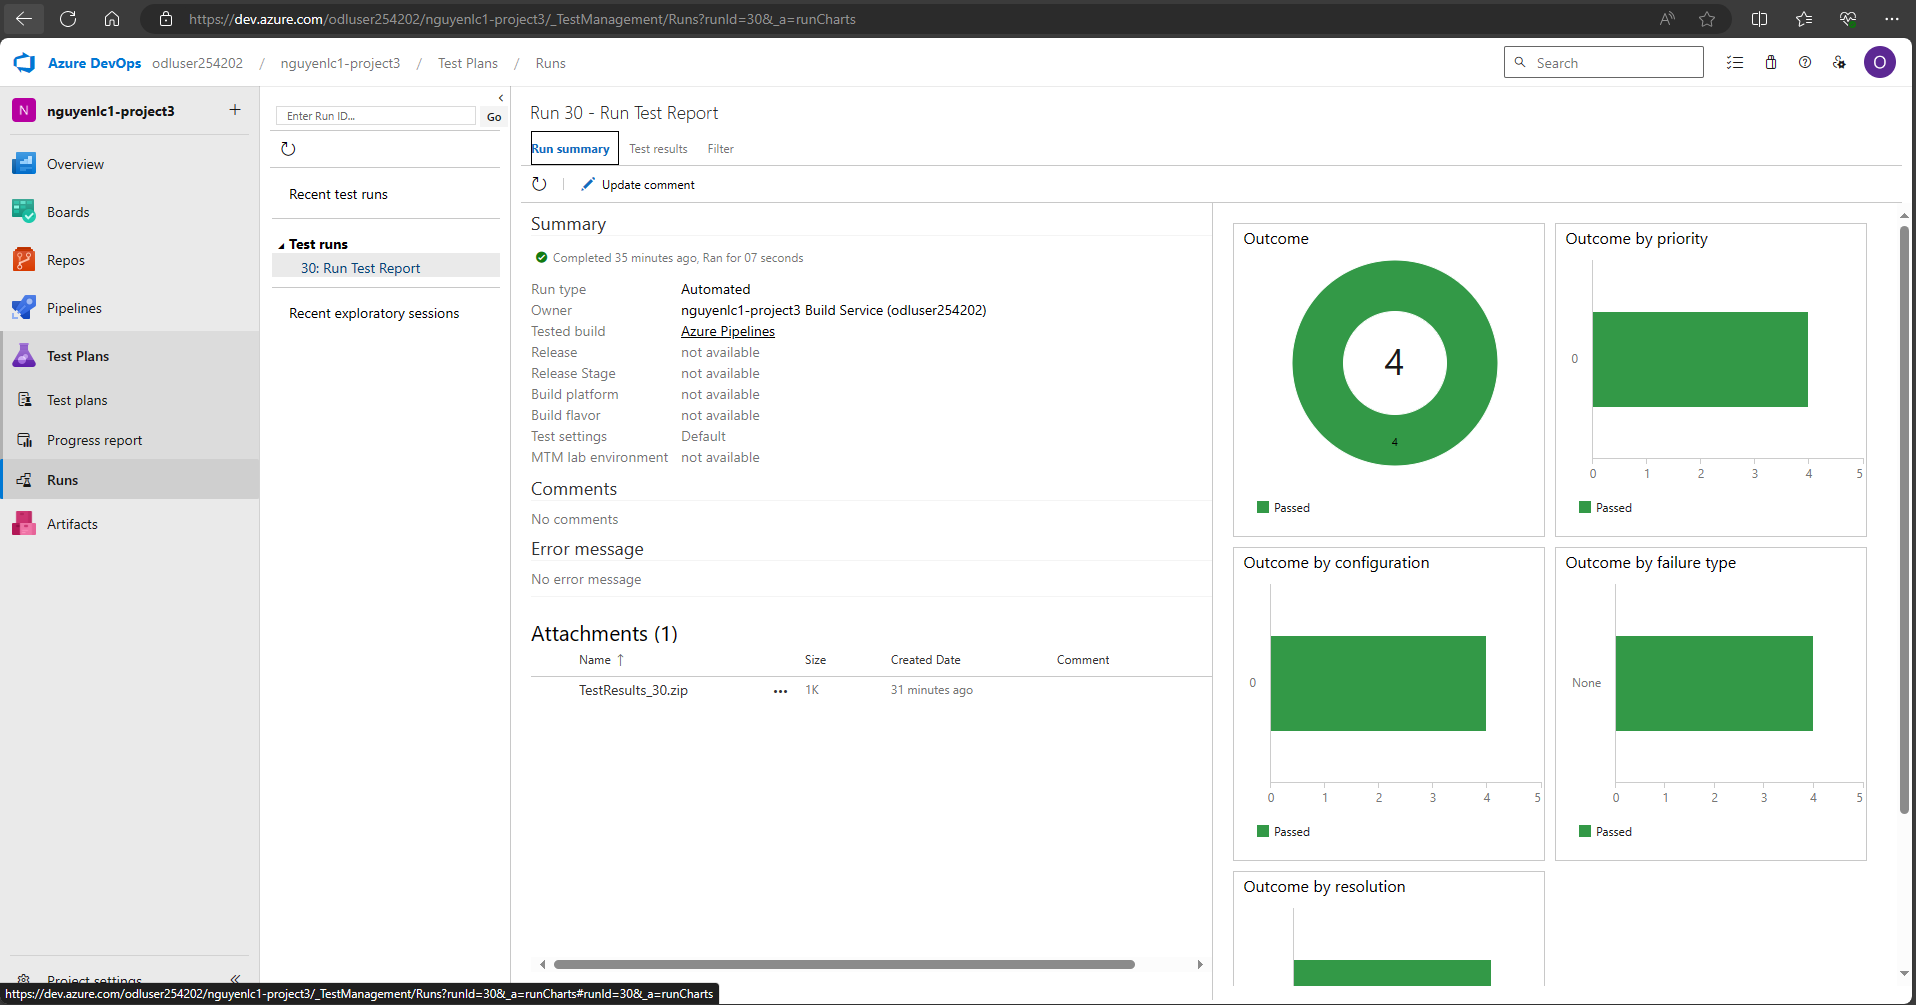 https://dev.azure.com/odluser254202/nguyenlc1-project3/_TestManagement/Runs?runId=30&_a=runCharts
Azure DevOps odluser254202 / nguyenlc1-project3 / Test Plans / Runs
Search
O
N nguyenlc1-project3 +
Overview
Boards
Repos
Pipelines
Test Plans
Test plans
Progress report
Runs
Artifacts
Project settings
Enter Run ID... Go
Recent test runs
Test runs
30: Run Test Report
Recent exploratory sessions
Run 30 - Run Test Report
Run summary Test results Filter
Update comment
Summary
Completed 35 minutes ago, Ran for 07 seconds
Run type Automated
Owner nguyenlc1-project3 Build Service (odluser254202)
Tested build Azure Pipelines
Release not available
Release Stage not available
Build platform not available
Build flavor not available
Test settings Default
MTM lab environment not available
Comments
No comments
Error message
No error message
Attachments (1)
Name ↑ Size Created Date Comment
TestResults_30.zip ... 1K 31 minutes ago
Outcome
4
4
Passed
Outcome by priority
0
0 1 2 3 4 5
Passed
Outcome by configuration
0
0 1 2 3 4 5
Passed
Outcome by failure type
None
0 1 2 3 4 5
Passed
Outcome by resolution
https://dev.azure.com/odluser254202/nguyenlc1-project3/_TestManagement/Runs?runId=30&_a=runCharts#runId=30&_a=runCharts